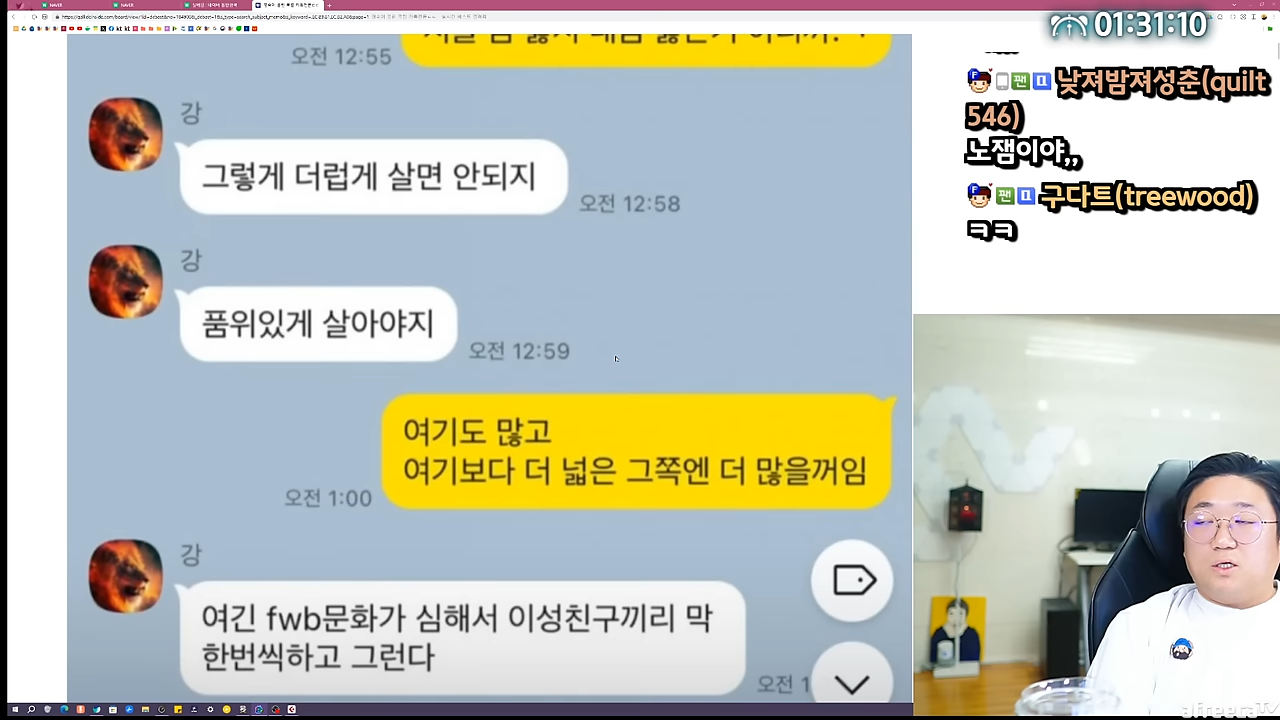 01:31:10
오전 12:55
강
그렇게 더럽게 살면 안되지
오전 12:58
강
품위있게 살아야지
오전 12:59
여기도 많고
여기보다 더 넓은 그쪽엔 더 많을꺼임
오전 1:00
강
여긴 fwb문화가 심해서 이성친구끼리 막
한번씩하고 그런다
오전 1
낮져밤져성춘(quilt
546)
노잼이야,,
구다트(treewood)
ㅋㅋ
afreecaTV